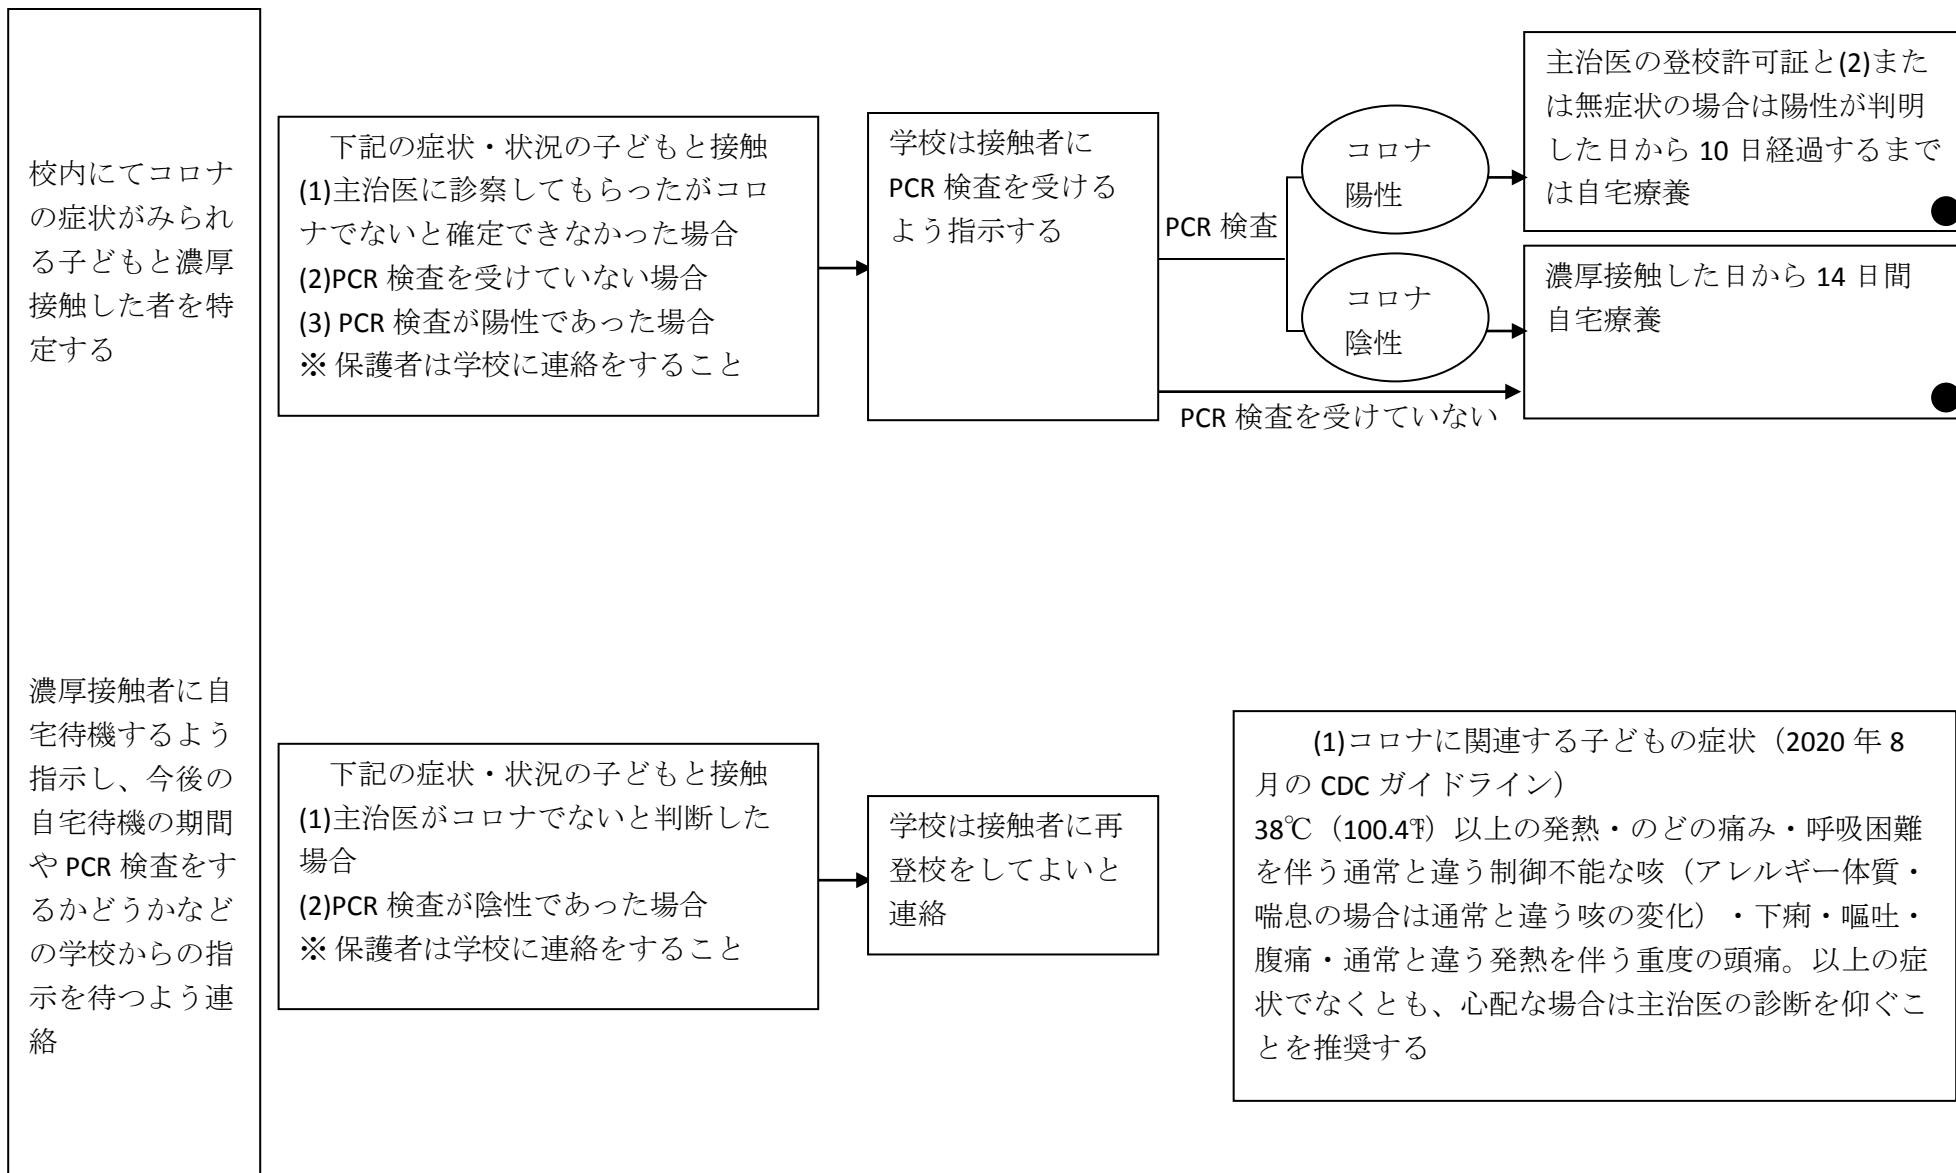 校内にてコロナ
の症状がみられ
る子どもと濃厚
接触した者を特
定する
濃厚接触者に自
宅待機するよう
指示し、今後の
自宅待機の期間
や PCR 検査をす
るかどうかなど
の学校からの指
示を待つよう連
絡
下記の症状・状況の子どもと接触
(1)主治医に診察してもらったがコロ
ナでないと確定できなかった場合
(2)PCR 検査を受けていない場合
(3) PCR 検査が陽性であった場合
※ 保護者は学校に連絡をすること
学校は接触者に
PCR 検査を受ける
よう指示する
PCR 検査
コロナ
陽性
コロナ
陰性
PCR 検査を受けていない
主治医の登校許可証と(2)また
は無症状の場合は陽性が判明
した日から 10 日経過するまで
は自宅療養
濃厚接触した日から 14 日間
自宅療養
下記の症状・状況の子どもと接触
(1)主治医がコロナでないと判断した
場合
(2)PCR 検査が陰性であった場合
※ 保護者は学校に連絡をすること
学校は接触者に再
登校をしてよいと
連絡
(1)コロナに関連する子どもの症状（2020 年 8
月の CDC ガイドライン）
38℃（100.4℉）以上の発熱・のどの痛み・呼吸困難
を伴う通常と違う制御不能な咳（アレルギー体質・
喘息の場合は通常と違う咳の変化）・下痢・嘔吐・
腹痛・通常と違う発熱を伴う重度の頭痛。以上の症
状でなくとも、心配な場合は主治医の診断を仰ぐこ
とを推奨する